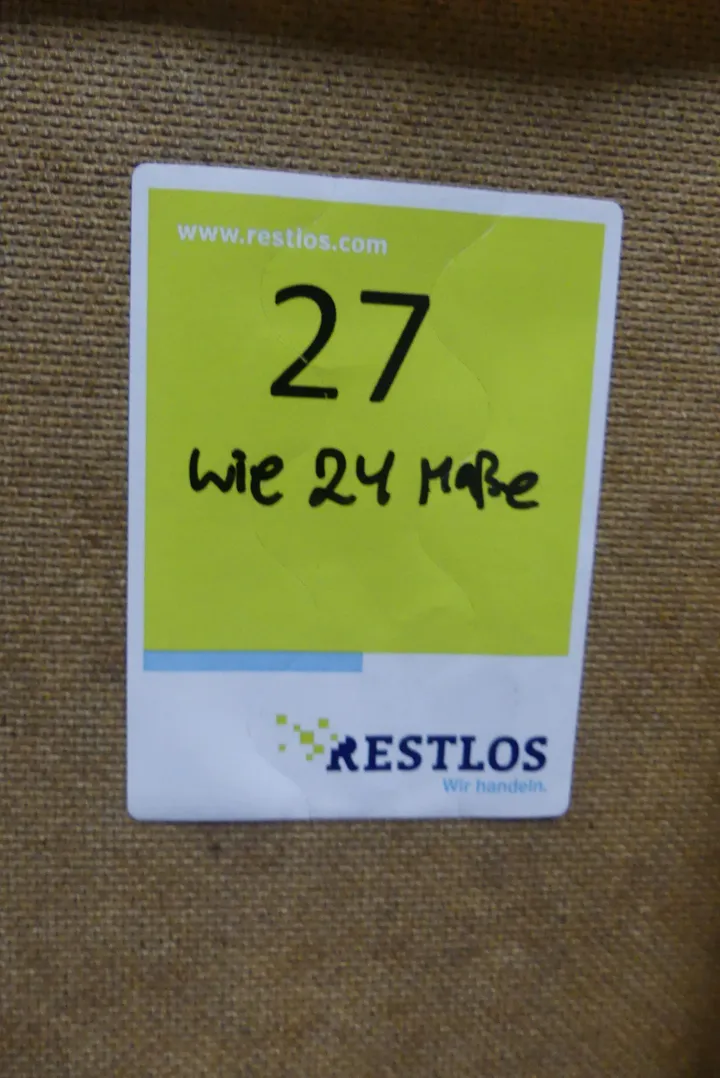 www.restlos.com
27
wie 24 Maße
RESTLOS
Wir handeln.